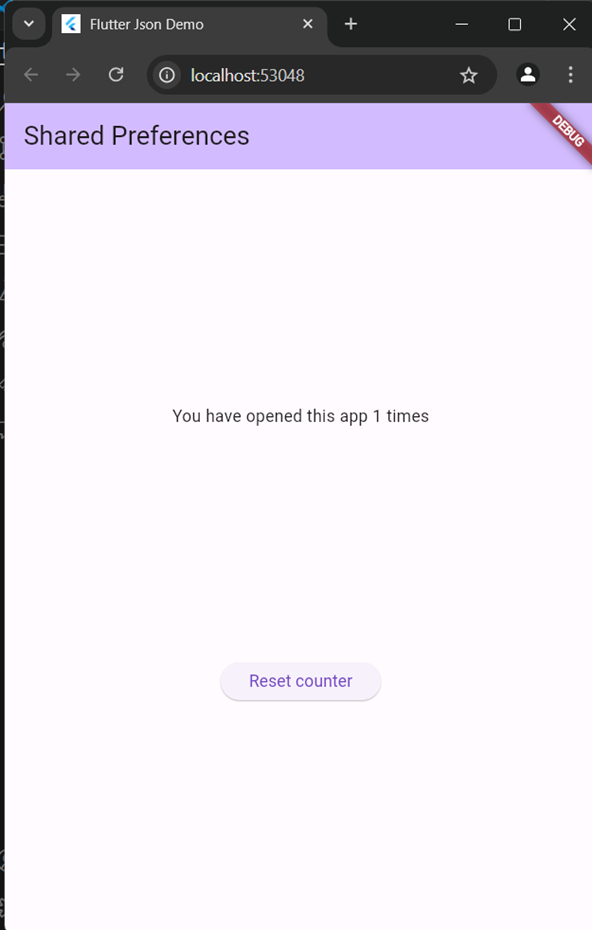 Flutter Json Demo
localhost:53048
Shared Preferences
DEBUG
You have opened this app 1 times
Reset counter